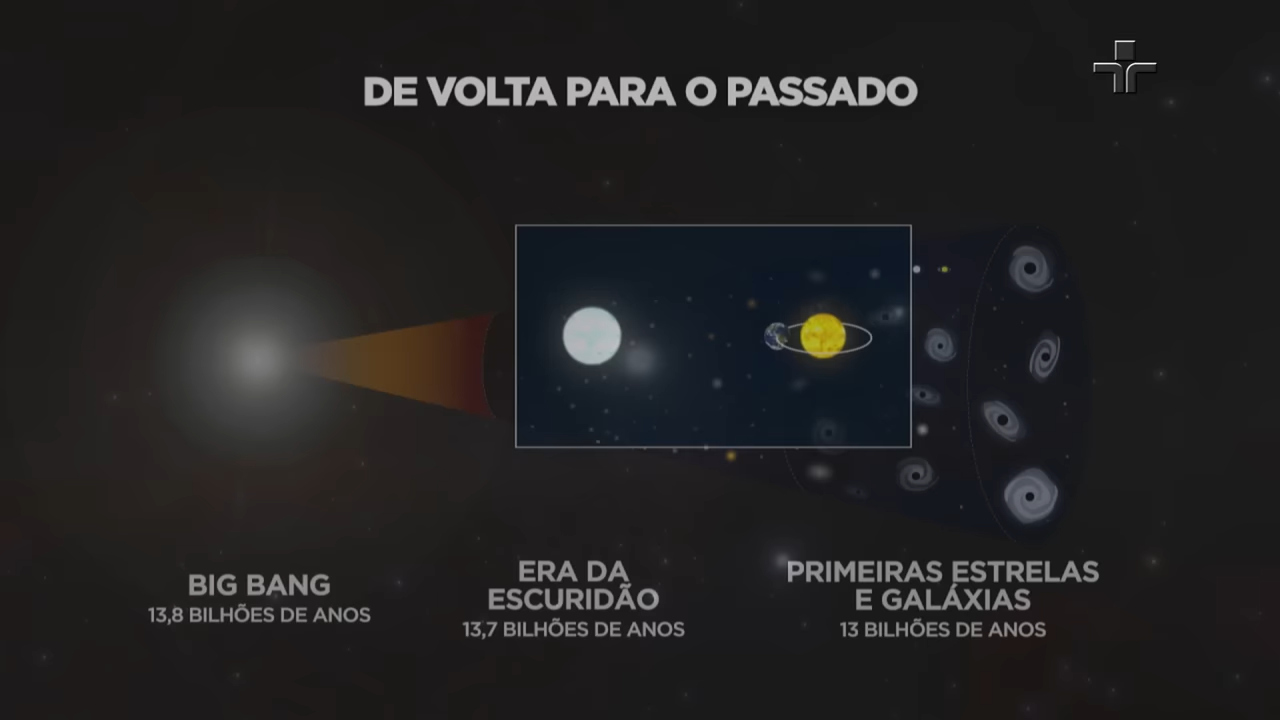 DE VOLTA PARA O PASSADO
BIG BANG
13,8 BILHÕES DE ANOS
ERA DA
ESCURIDÃO
13,7 BILHÕES DE ANOS
PRIMEIRAS ESTRELAS
E GALÁXIAS
13 BILHÕES DE ANOS